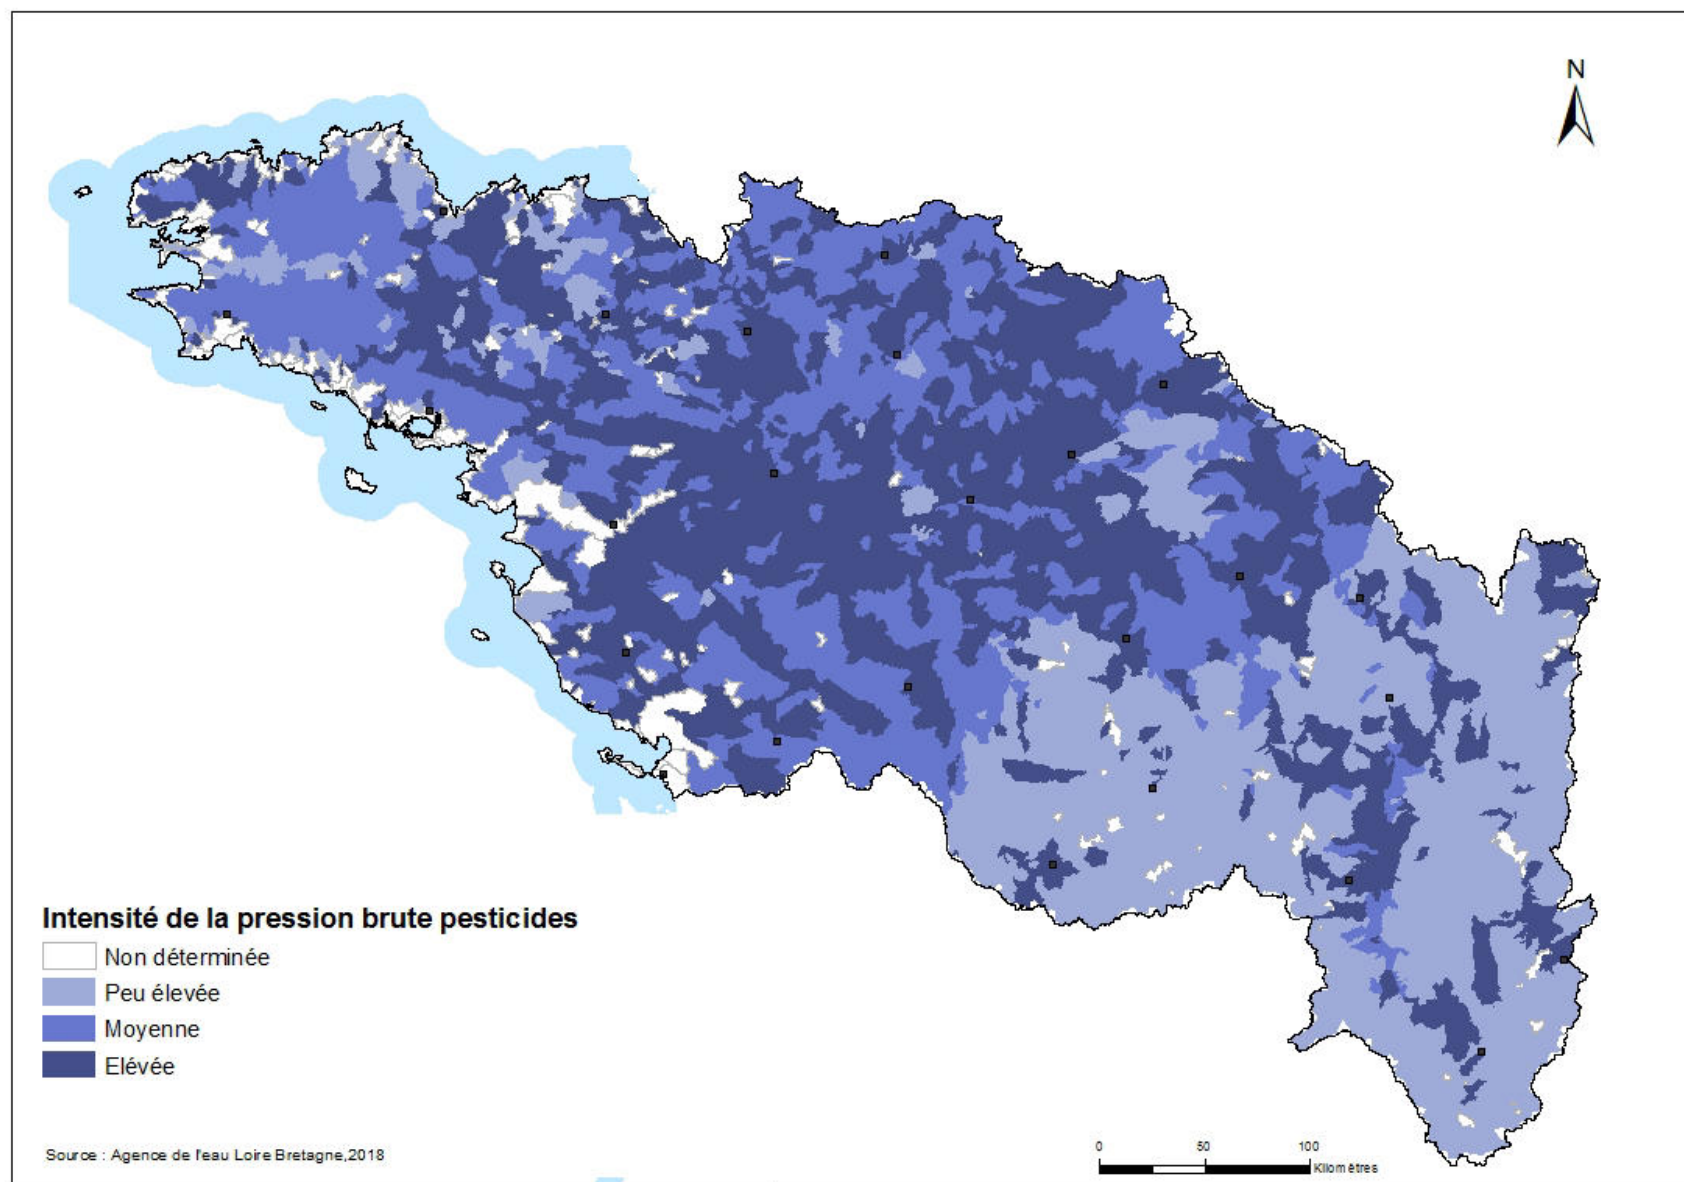 N
Intensité de la pression brute pesticides
Non déterminée
Peu élevée
Moyenne
Elévée
Source : Agence de l'eau Loire Bretagne,2018
0 50 100
Kilomètres